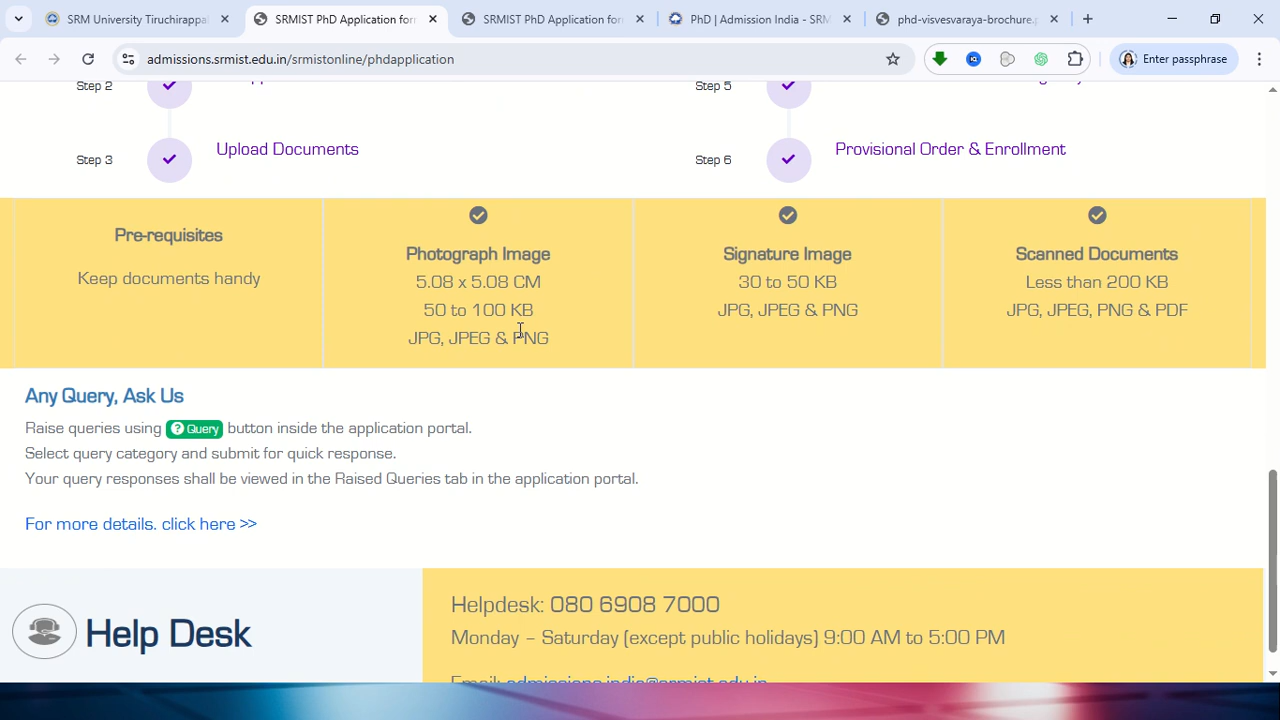 SRM University Tiruchirappal
SRMIST PhD Application for
SRMIST PhD Application for
PhD | Admission India - SRM
phd-visvesvaraya-brochure.p
admissions.srmist.edu.in/srmistonline/phdapplication
Enter passphrase
Step 2
Step 5
Step 3
Upload Documents
Step 6
Provisional Order & Enrollment
Pre-requisites
Keep documents handy
Photograph Image
5.08 x 5.08 CM
50 to 100 KB
JPG, JPEG & PNG
Signature Image
30 to 50 KB
JPG, JPEG & PNG
Scanned Documents
Less than 200 KB
JPG, JPEG, PNG & PDF
Any Query, Ask Us
Raise queries using Query button inside the application portal.
Select query category and submit for quick response.
Your query responses shall be viewed in the Raised Queries tab in the application portal.
For more details. click here >>
Help Desk
Helpdesk: 080 6908 7000
Monday – Saturday (except public holidays) 9:00 AM to 5:00 PM
Email: admissions.india@srmist.edu.in